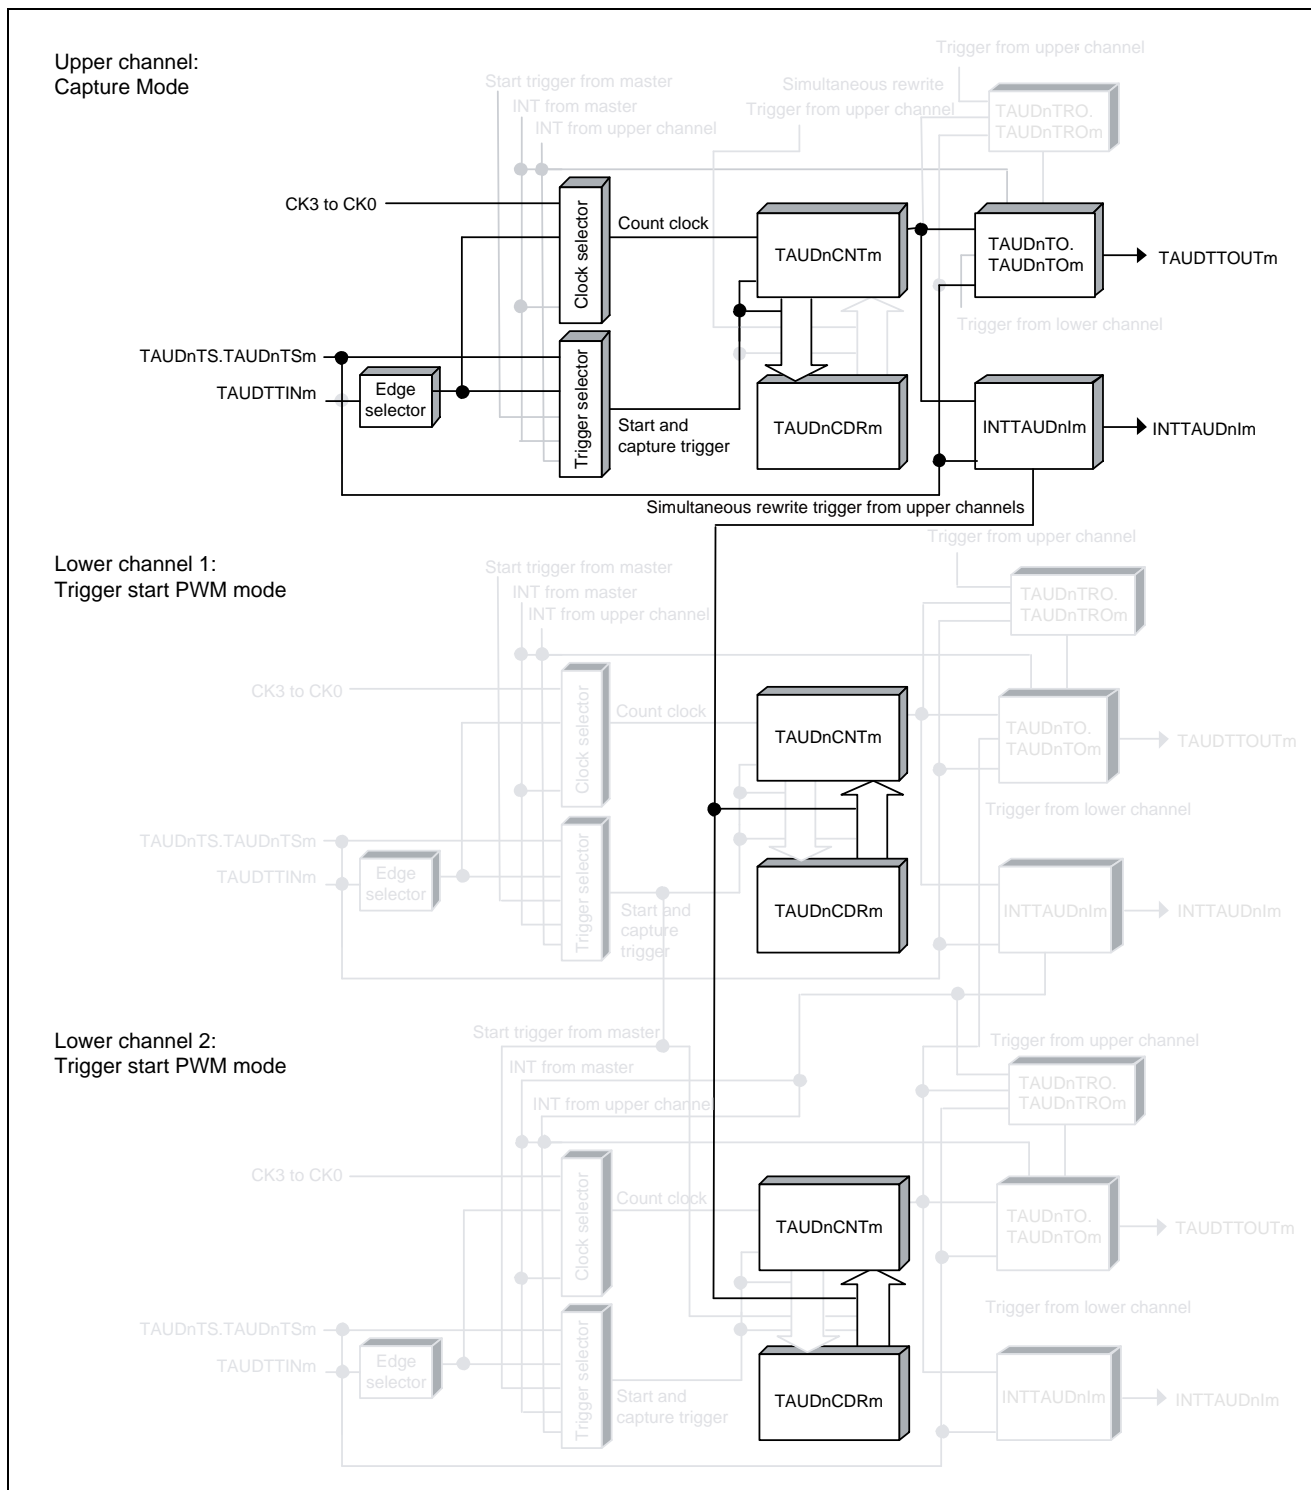 Upper channel:
Capture Mode
Trigger from upper channel
Start trigger from master
Simultaneous rewrite
Trigger from upper channel
INT from master
INT from upper channel
TAUDnTRO.
TAUDnTROm
CK3 to CK0
Clock selector
Count clock
TAUDnCNTm
TAUDnTO.
TAUDnTOm
TAUDTTOUTm
Trigger from lower channel
TAUDnTS.TAUDnTSm
TAUDTTINm
Edge
selector
Trigger selector
Start and
capture trigger
TAUDnCDRm
INTTAUDnIm
INTTAUDnIm
Simultaneous rewrite trigger from upper channels
Lower channel 1:
Trigger start PWM mode
Trigger from upper channel
Start trigger from master
INT from master
INT from upper channel
TAUDnTRO.
TAUDnTROm
CK3 to CK0
Clock selector
Count clock
TAUDnCNTm
TAUDnTO.
TAUDnTOm
TAUDTTOUTm
Trigger from lower channel
TAUDnTS.TAUDnTSm
TAUDTTINm
Edge
selector
Trigger selector
Start and
capture
trigger
TAUDnCDRm
INTTAUDnIm
INTTAUDnIm
Lower channel 2:
Trigger start PWM mode
Start trigger from master
Trigger from upper channel
INT from master
INT from upper channel
TAUDnTRO.
TAUDnTROm
CK3 to CK0
Clock selector
Count clock
TAUDnCNTm
TAUDnTO.
TAUDnTOm
TAUDTTOUTm
Trigger from lower channel
TAUDnTS.TAUDnTSm
TAUDTTINm
Edge
selector
Trigger selector
Start and
capture trigger
TAUDnCDRm
INTTAUDnIm
INTTAUDnIm